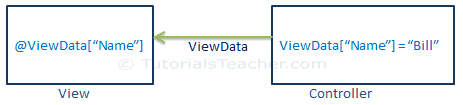 @ViewData[“Name”]
ViewData
ViewData[“Name”] = “Bill”
© TutorialsTeacher.com
View
Controller